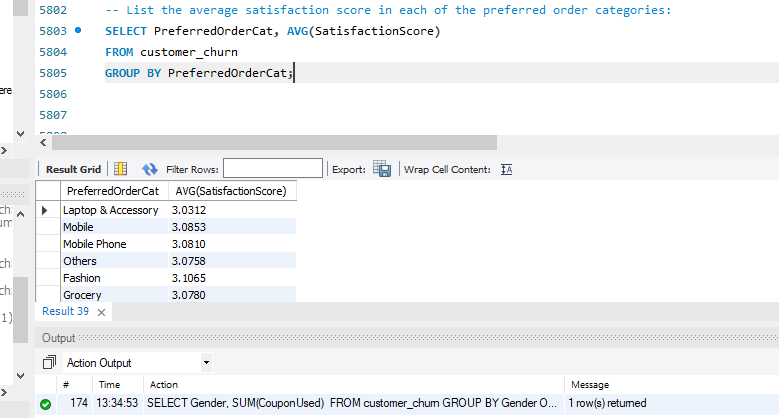 5802 -- List the average satisfaction score in each of the preferred order categories:
5803 SELECT PreferredOrderCat, AVG(SatisfactionScore)
5804 FROM customer_churn
5805 GROUP BY PreferredOrderCat;
5806
5807
ere
Result Grid Filter Rows: Export: Wrap Cell Content:
PreferredOrderCat AVG(SatisfactionScore)
Laptop & Accessory 3.0312
Mobile 3.0853
Mobile Phone 3.0810
Others 3.0758
Fashion 3.1065
Grocery 3.0780
1)
Result 39
Output
Action Output
# Time Action Message
174 13:34:53 SELECT Gender, SUM(CouponUsed) FROM customer_churn GROUP BY Gender O... 1 row(s) returned